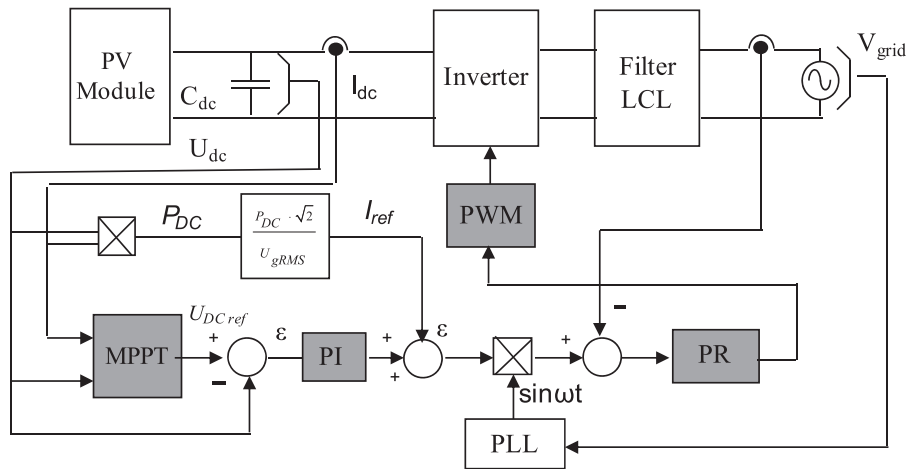 PV
Module
C_dc
I_dc
U_dc
Inverter
Filter
LCL
V_grid
PWM
P_DC
P_DC · √2
U_gRMS
I_ref
U_DC ref
MPPT
+
−
ε
PI
+
+
ε
sinωt
+
−
PR
PLL